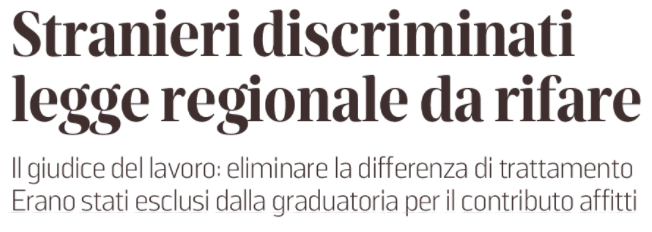 Stranieri discriminati
legge regionale da rifare
Il giudice del lavoro: eliminare la differenza di trattamento
Erano stati esclusi dalla graduatoria per il contributo affitti